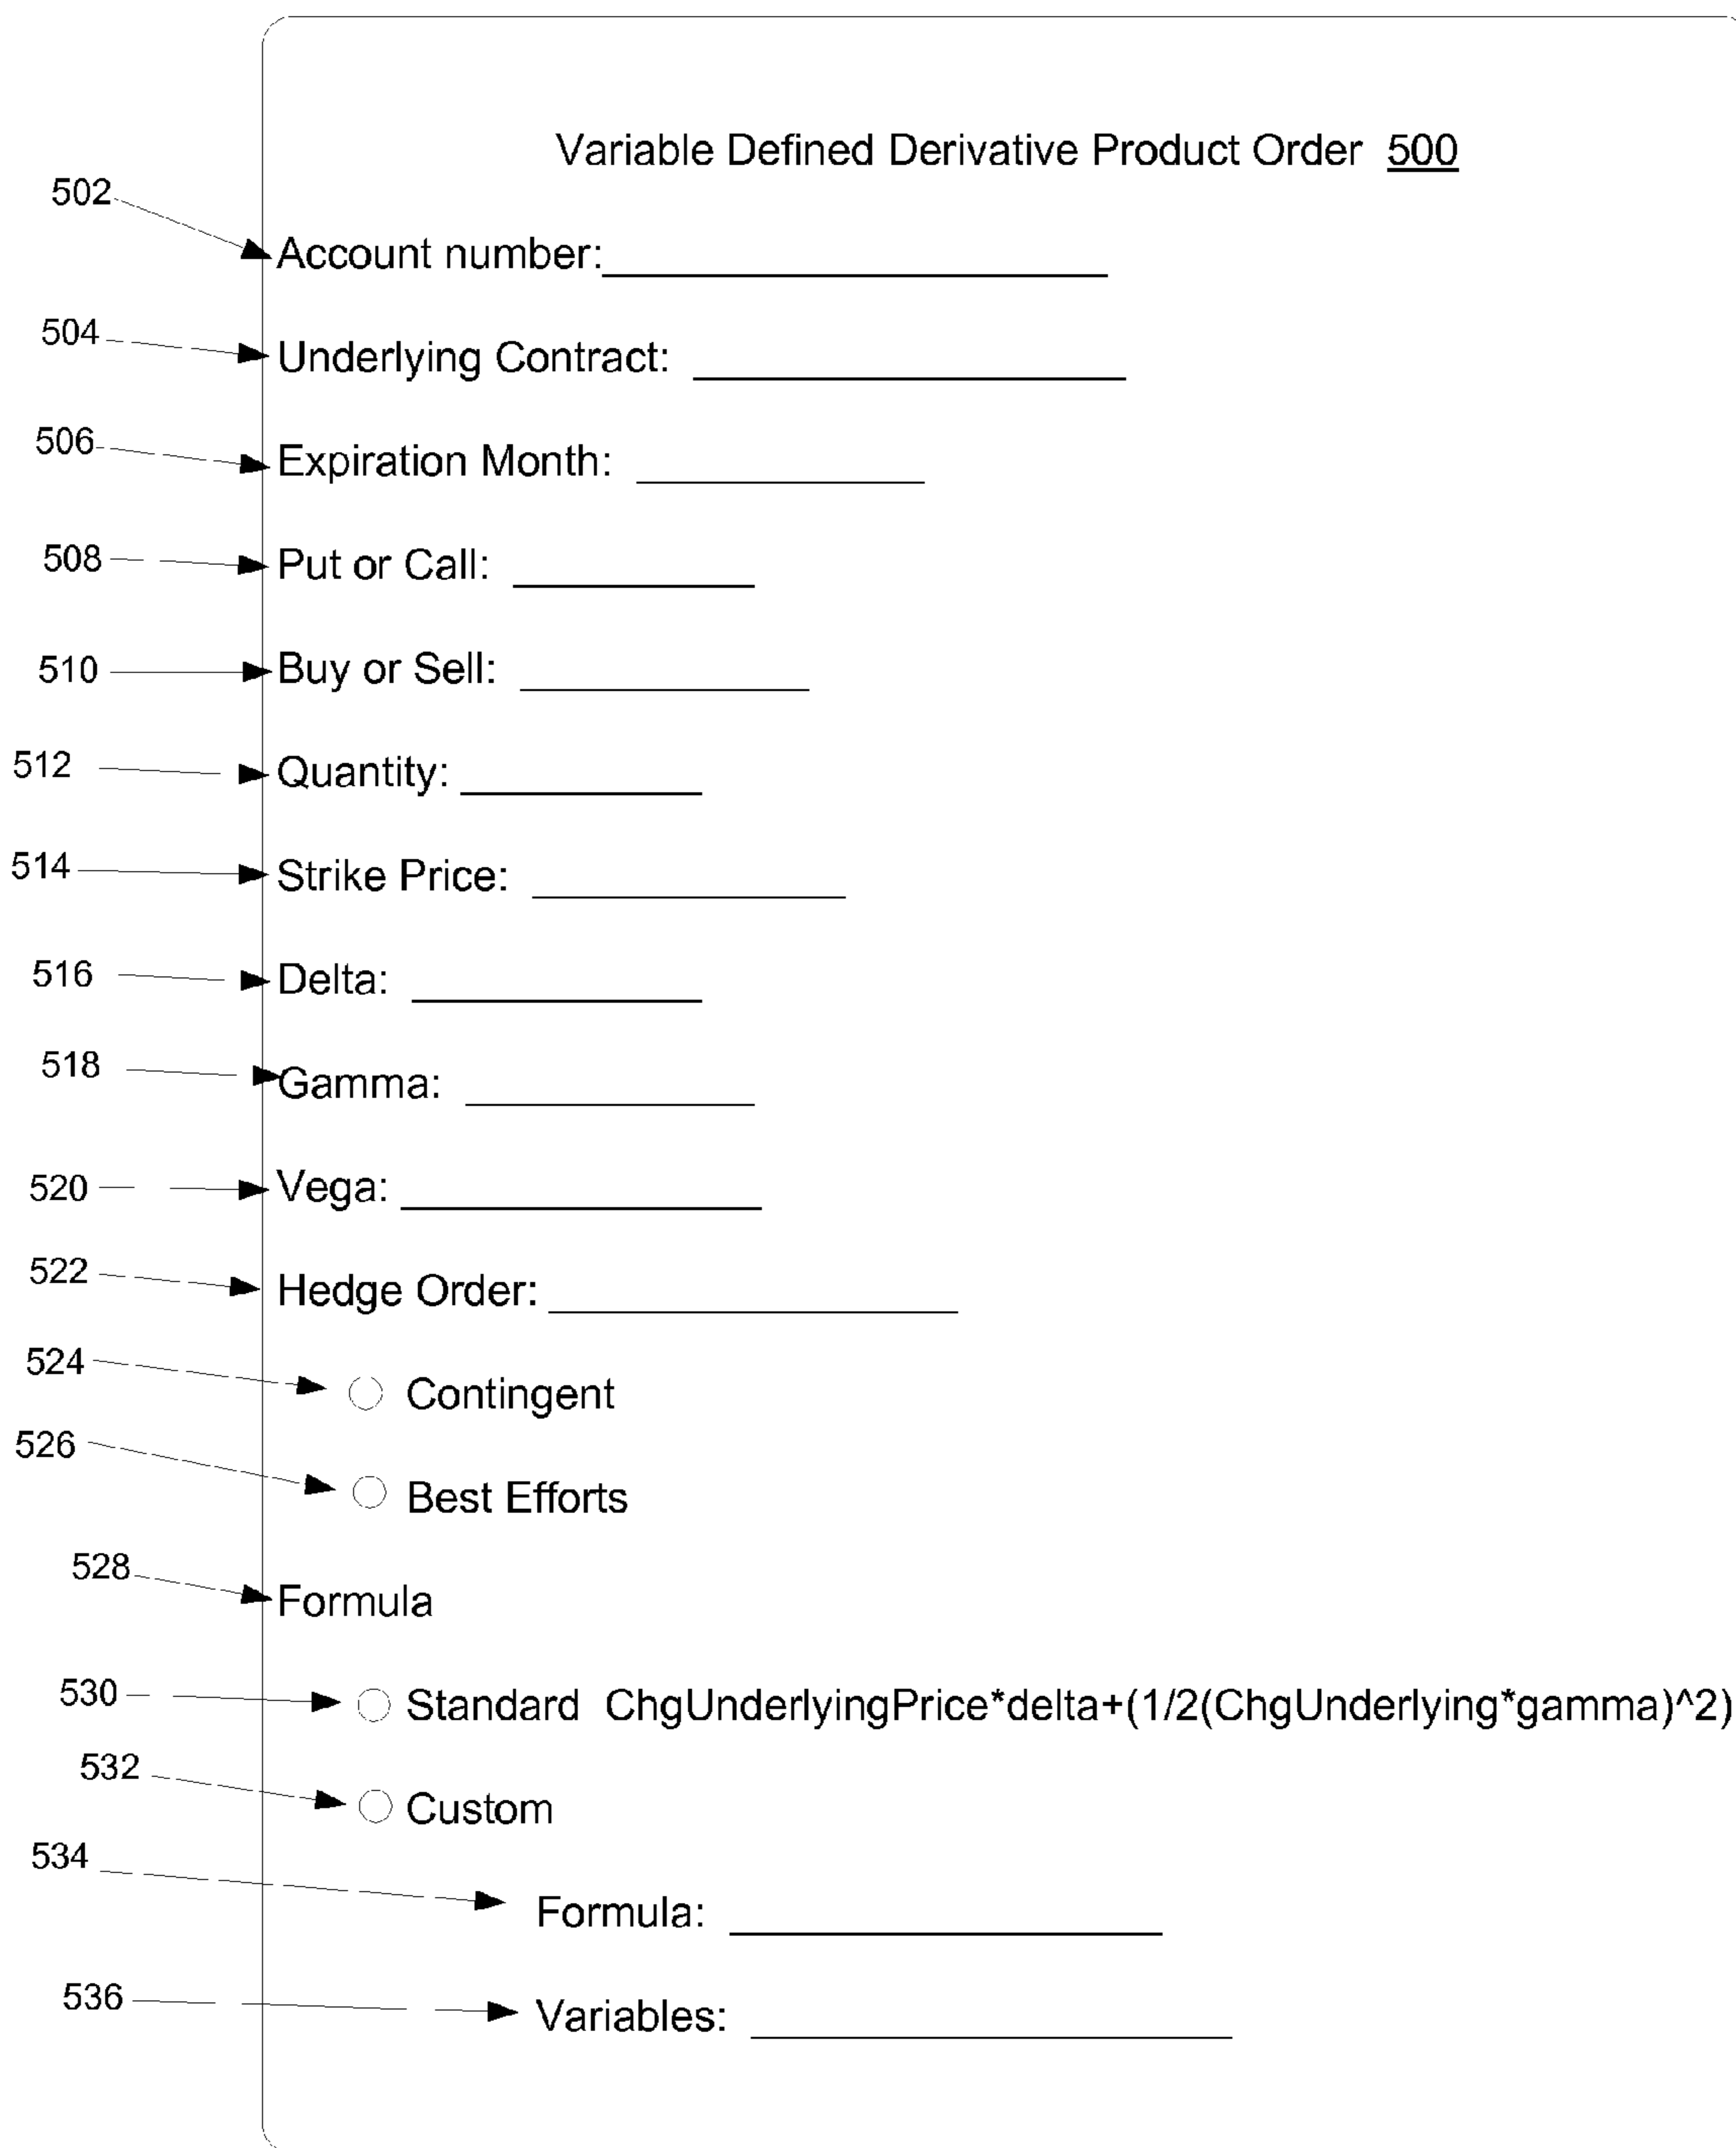 Variable Defined Derivative Product Order 500
502
Account number:
504
Underlying Contract:
506
Expiration Month:
508
Put or Call:
510
Buy or Sell:
512
Quantity:
514
Strike Price:
516
Delta:
518
Gamma:
520
Vega:
522
Hedge Order:
524
Contingent
526
Best Efforts
528
Formula
530
Standard ChgUnderlyingPrice*delta+(1/2(ChgUnderlying*gamma)^2)
532
Custom
534
Formula:
536
Variables: